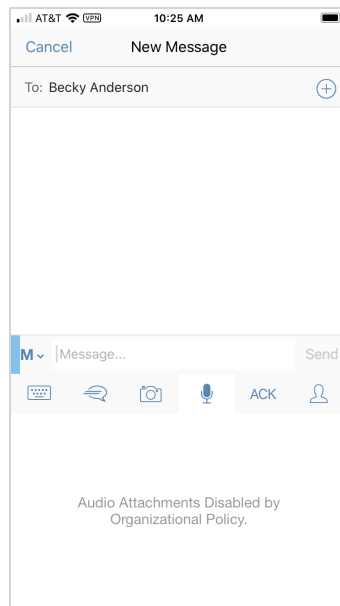 AT&T VPN 10:25 AM
Cancel New Message
To: Becky Anderson
M Message... Send
ACK
Audio Attachments Disabled by
Organizational Policy.